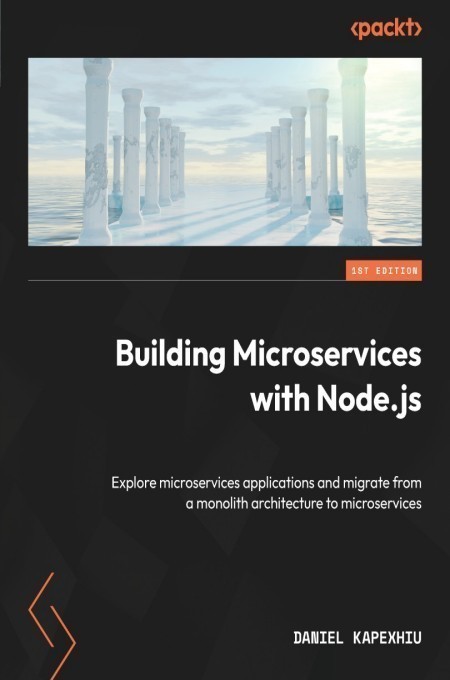 <packt>
1ST EDITION
Building Microservices
with Node.js
Explore microservices applications and migrate from
a monolith architecture to microservices
DANIEL KAPEXHIU